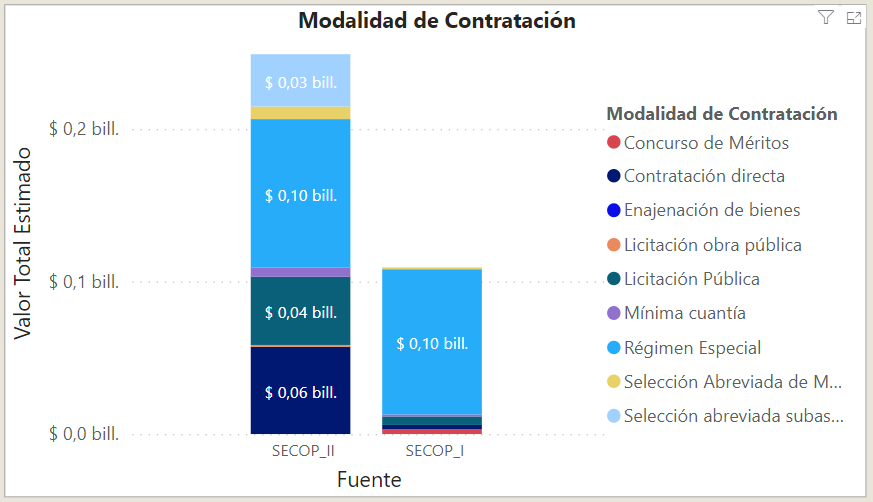 Modalidad de Contratación
Valor Total Estimado
$ 0,2 bill.
$ 0,1 bill.
$ 0,0 bill.
$ 0,03 bill.
$ 0,10 bill.
$ 0,04 bill.
$ 0,06 bill.
$ 0,10 bill.
SECOP_II
SECOP_I
Fuente
Modalidad de Contratación
Concurso de Méritos
Contratación directa
Enajenación de bienes
Licitación obra pública
Licitación Pública
Mínima cuantía
Régimen Especial
Selección Abreviada de M...
Selección abreviada subas...